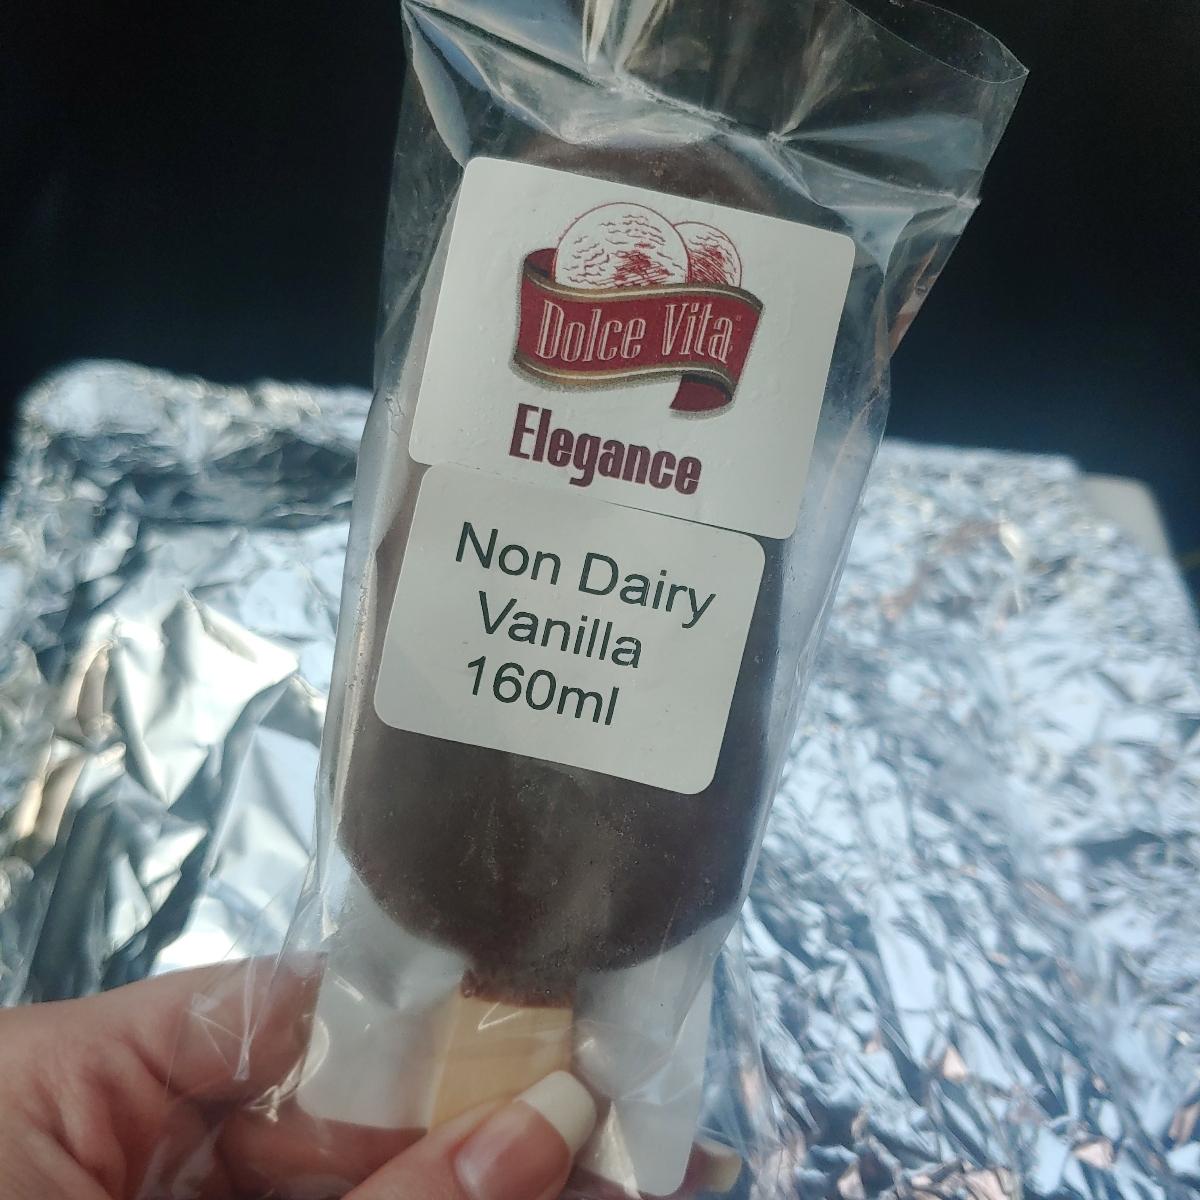 Dolce Vita
Elegance
Non Dairy
Vanilla
160ml